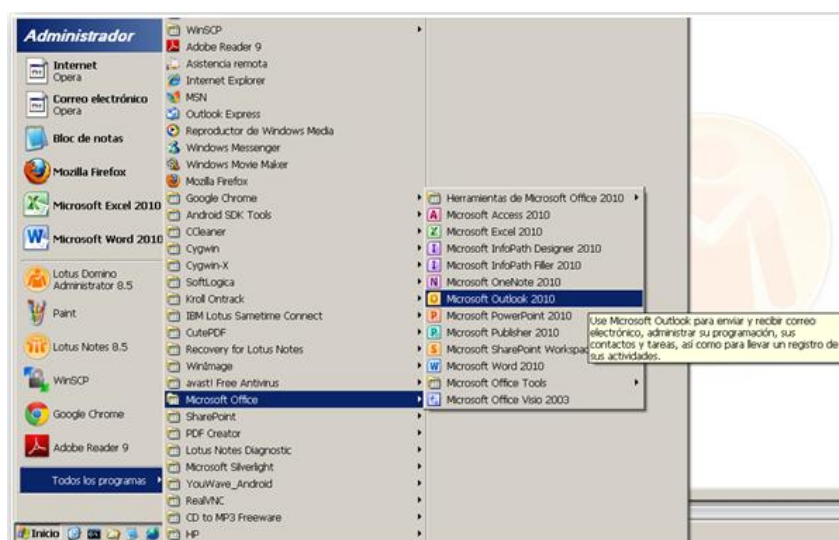 Administrador
Internet
Opera
Correo electrónico
Opera
Bloc de notas
Mozilla Firefox
Microsoft Excel 2010
Microsoft Word 2010
Lotus Domino
Administrator 8.5
Paint
Lotus Notes 8.5
WinSCP
Google Chrome
Adobe Reader 9
Todos los programas
Inicio
WinSCP
Adobe Reader 9
Asistencia remota
Internet Explorer
MSN
Outlook Express
Reproductor de Windows Media
Windows Messenger
Windows Movie Maker
Mozilla Firefox
Google Chrome
Android SDK Tools
CCleaner
Cygwin
Cygwin-X
SoftLogica
Kroll Ontrack
IBM Lotus Sametime Connect
CutePDF
Recovery for Lotus Notes
WinImage
avast! Free Antivirus
Microsoft Office
SharePoint
PDF Creator
Lotus Notes Diagnostic
Microsoft Silverlight
YouWave_Android
RealVNC
CD to MP3 Freeware
HP
Herramientas de Microsoft Office 2010
Microsoft Access 2010
Microsoft Excel 2010
Microsoft InfoPath Designer 2010
Microsoft InfoPath Filler 2010
Microsoft OneNote 2010
Microsoft Outlook 2010
Microsoft PowerPoint 2010
Microsoft Publisher 2010
Microsoft SharePoint Workspac
Microsoft Word 2010
Microsoft Office Tools
Microsoft Office Visio 2003
Use Microsoft Outlook para enviar y recibir correo
electrónico, administrar su programación, sus
contactos y tareas, así como para llevar un registro de
sus actividades.